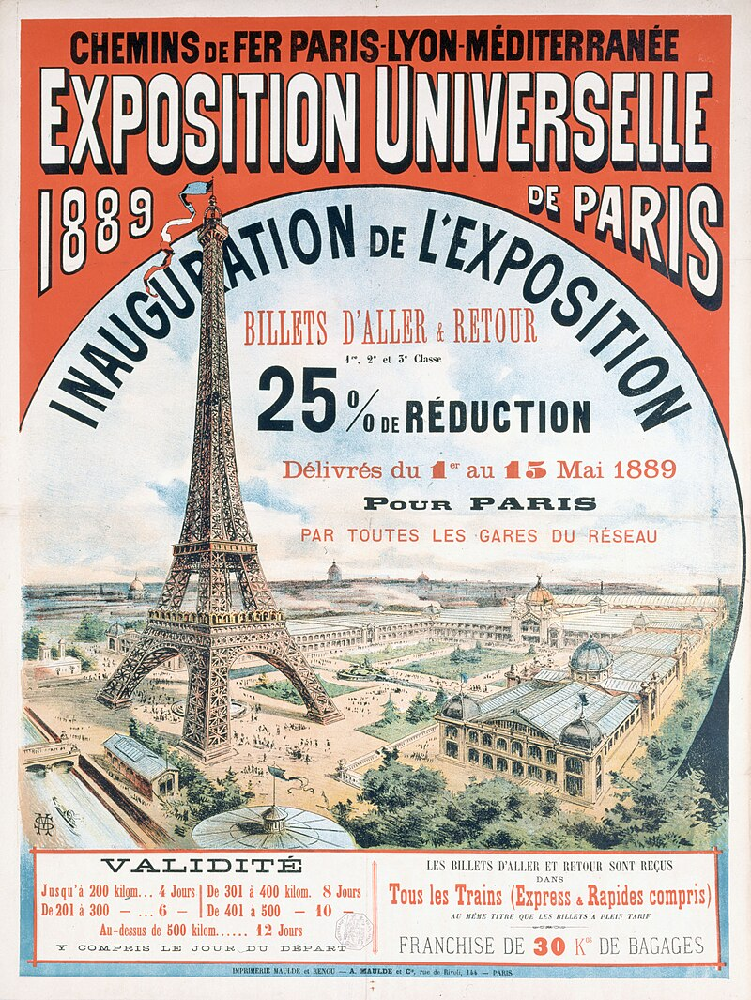 CHEMINS DE FER PARIS-LYON-MÉDITERRANÉE
EXPOSITION UNIVERSELLE
1889
DE PARIS
INAUGURATION DE L'EXPOSITION
BILLETS D'ALLER & RETOUR
1re, 2e et 3e Classe
25% DE RÉDUCTION
Délivrés du 1er au 15 Mai 1889
POUR PARIS
PAR TOUTES LES GARES DU RÉSEAU
VALIDITÉ
Jusqu'à 200 kilom... 4 Jours
De 201 à 300 — ... 6 —
De 301 à 400 kilom. 8 Jours
De 401 à 500 — 10 —
Au-dessus de 500 kilom...... 12 Jours
Y COMPRIS LE JOUR DU DÉPART
LES BILLETS D'ALLER ET RETOUR SONT REÇUS
DANS
Tous les Trains (Express & Rapides compris)
AU MÊME TITRE QUE LES BILLETS A PLEIN TARIF
FRANCHISE DE 30 Kos DE BAGAGES
IMPRIMERIE MAULDE et RENOU — A. MAULDE et Cie, rue de Rivoli, 144 — PARIS